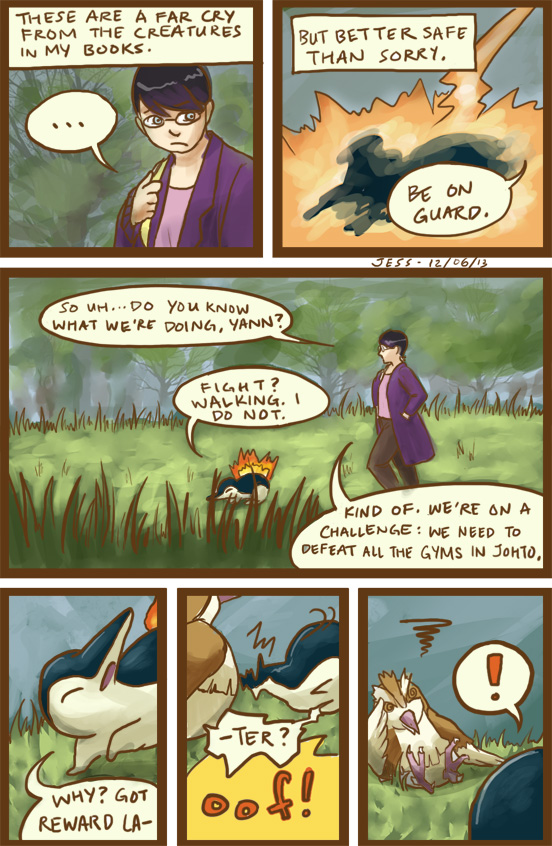 THESE ARE A FAR CRY
FROM THE CREATURES
IN MY BOOKS.
...
BUT BETTER SAFE
THAN SORRY.
BE ON
GUARD.
JESS - 12/06/13
SO UH...DO YOU KNOW
WHAT WE'RE DOING, YANN?
FIGHT?
WALKING. I
DO NOT.
KIND OF. WE'RE ON A
CHALLENGE: WE NEED TO
DEFEAT ALL THE GYMS IN JOHTO.
WHY? GOT
REWARD LA-
-TER?
oof!
!